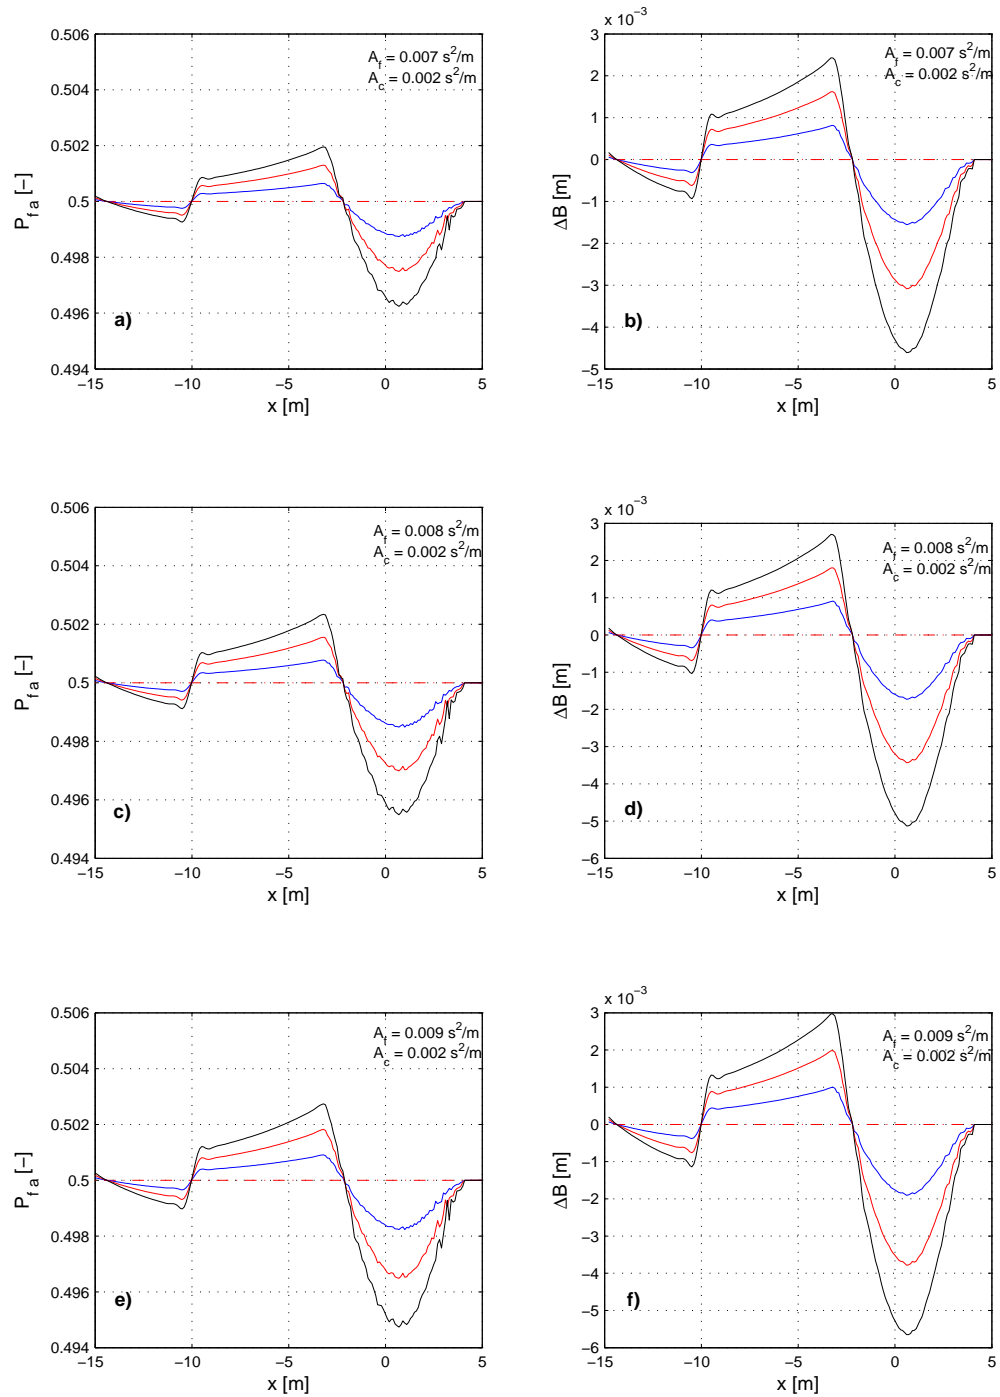 0.506
0.504
0.502
0.5
0.498
0.496
0.494
P_{f a} [−]
A_f = 0.007 s²/m
A_c = 0.002 s²/m
a)
−15 −10 −5 0 5
x [m]
x 10⁻³
3
2
1
0
−1
−2
−3
−4
−5
ΔB [m]
A_f = 0.007 s²/m
A_c = 0.002 s²/m
b)
−15 −10 −5 0 5
x [m]
0.506
0.504
0.502
0.5
0.498
0.496
0.494
P_{f a} [−]
A_f = 0.008 s²/m
A_c = 0.002 s²/m
c)
−15 −10 −5 0 5
x [m]
x 10⁻³
3
2
1
0
−1
−2
−3
−4
−5
−6
ΔB [m]
A_f = 0.008 s²/m
A_c = 0.002 s²/m
d)
−15 −10 −5 0 5
x [m]
0.506
0.504
0.502
0.5
0.498
0.496
0.494
P_{f a} [−]
A_f = 0.009 s²/m
A_c = 0.002 s²/m
e)
−15 −10 −5 0 5
x [m]
x 10⁻³
3
2
1
0
−1
−2
−3
−4
−5
−6
ΔB [m]
A_f = 0.009 s²/m
A_c = 0.002 s²/m
f)
−15 −10 −5 0 5
x [m]